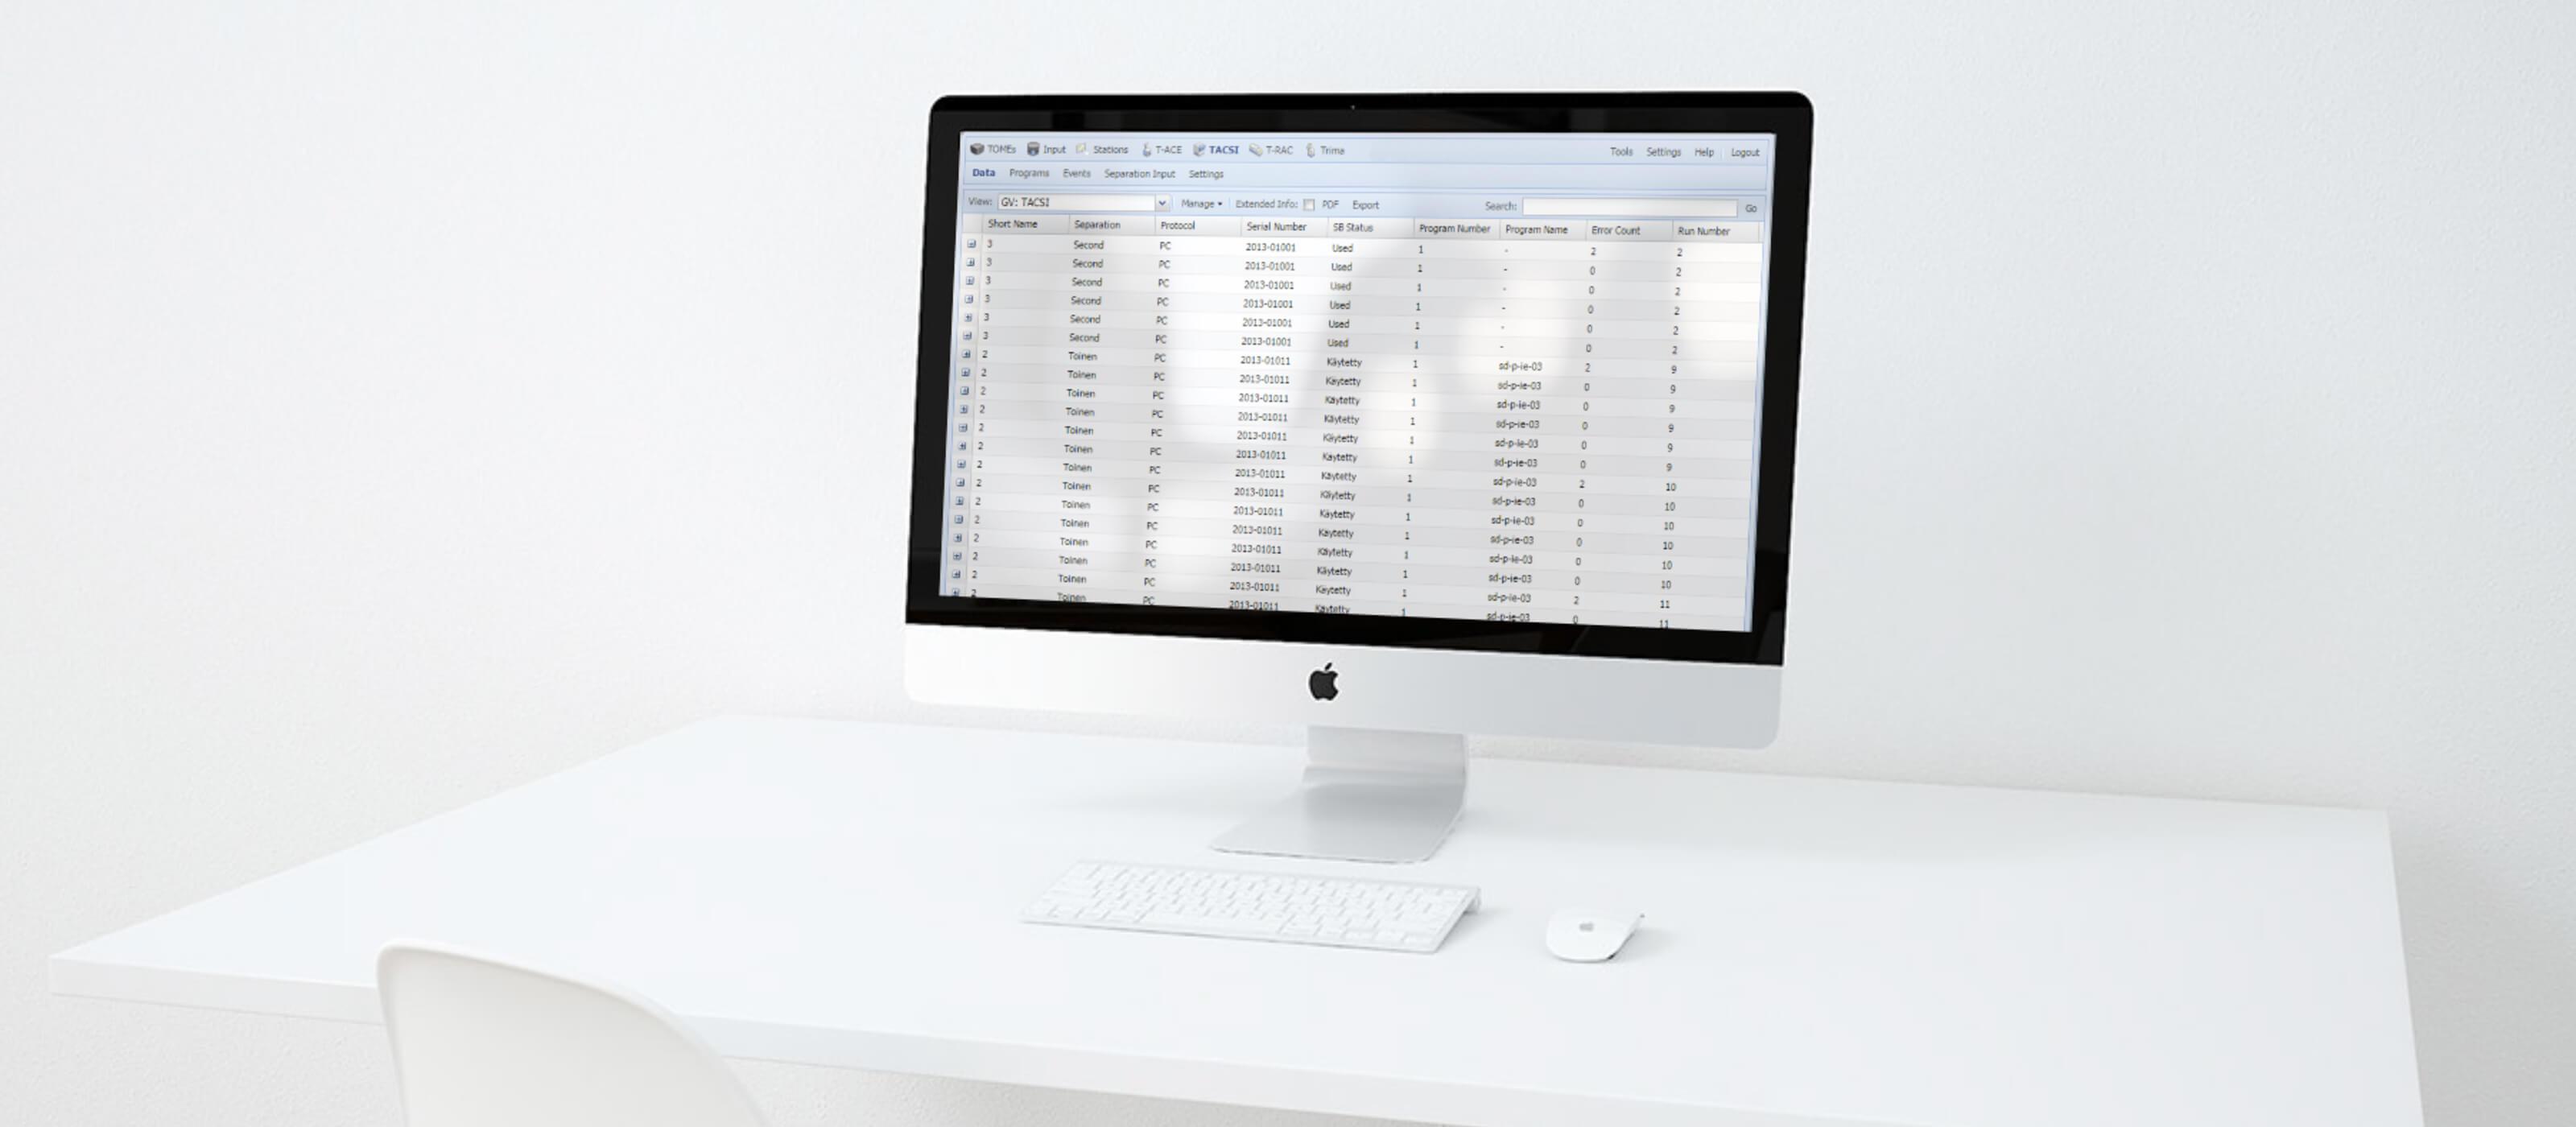 TOMEs Input Stations T-ACE TACSI T-RAC Trima Tools Settings Help Logout
Data Programs Events Separation Input Settings
View: GV: TACSI Manage Extended Info: PDF Export Search: Go
Short Name Separation Protocol Serial Number SB Status Program Number Program Name Error Count Run Number
3 Second PC 2013-01001 Used 1 - 2 2
3 Second PC 2013-01001 Used 1 - 0 2
3 Second PC 2013-01001 Used 1 - 0 2
3 Second PC 2013-01001 Used 1 - 0 2
3 Second PC 2013-01001 Used 1 - 0 2
3 Second PC 2013-01001 Used 1 - 0 2
2 Toinen PC 2013-01011 Käytetty 1 sd-p-ie-03 2 9
2 Toinen PC 2013-01011 Käytetty 1 sd-p-ie-03 0 9
2 Toinen PC 2013-01011 Käytetty 1 sd-p-ie-03 0 9
2 Toinen PC 2013-01011 Käytetty 1 sd-p-ie-03 0 9
2 Toinen PC 2013-01011 Käytetty 1 sd-p-ie-03 0 9
2 Toinen PC 2013-01011 Käytetty 1 sd-p-ie-03 0 9
2 Toinen PC 2013-01011 Käytetty 1 sd-p-ie-03 2 10
2 Toinen PC 2013-01011 Käytetty 1 sd-p-ie-03 0 10
2 Toinen PC 2013-01011 Käytetty 1 sd-p-ie-03 0 10
2 Toinen PC 2013-01011 Käytetty 1 sd-p-ie-03 0 10
2 Toinen PC 2013-01011 Käytetty 1 sd-p-ie-03 0 10
2 Toinen PC 2013-01011 Käytetty 1 sd-p-ie-03 0 10
2 Toinen PC 2013-01011 Käytetty 1 sd-p-ie-03 2 11
2 Toinen PC 2013-01011 Käytetty 1 sd-p-ie-03 0 11